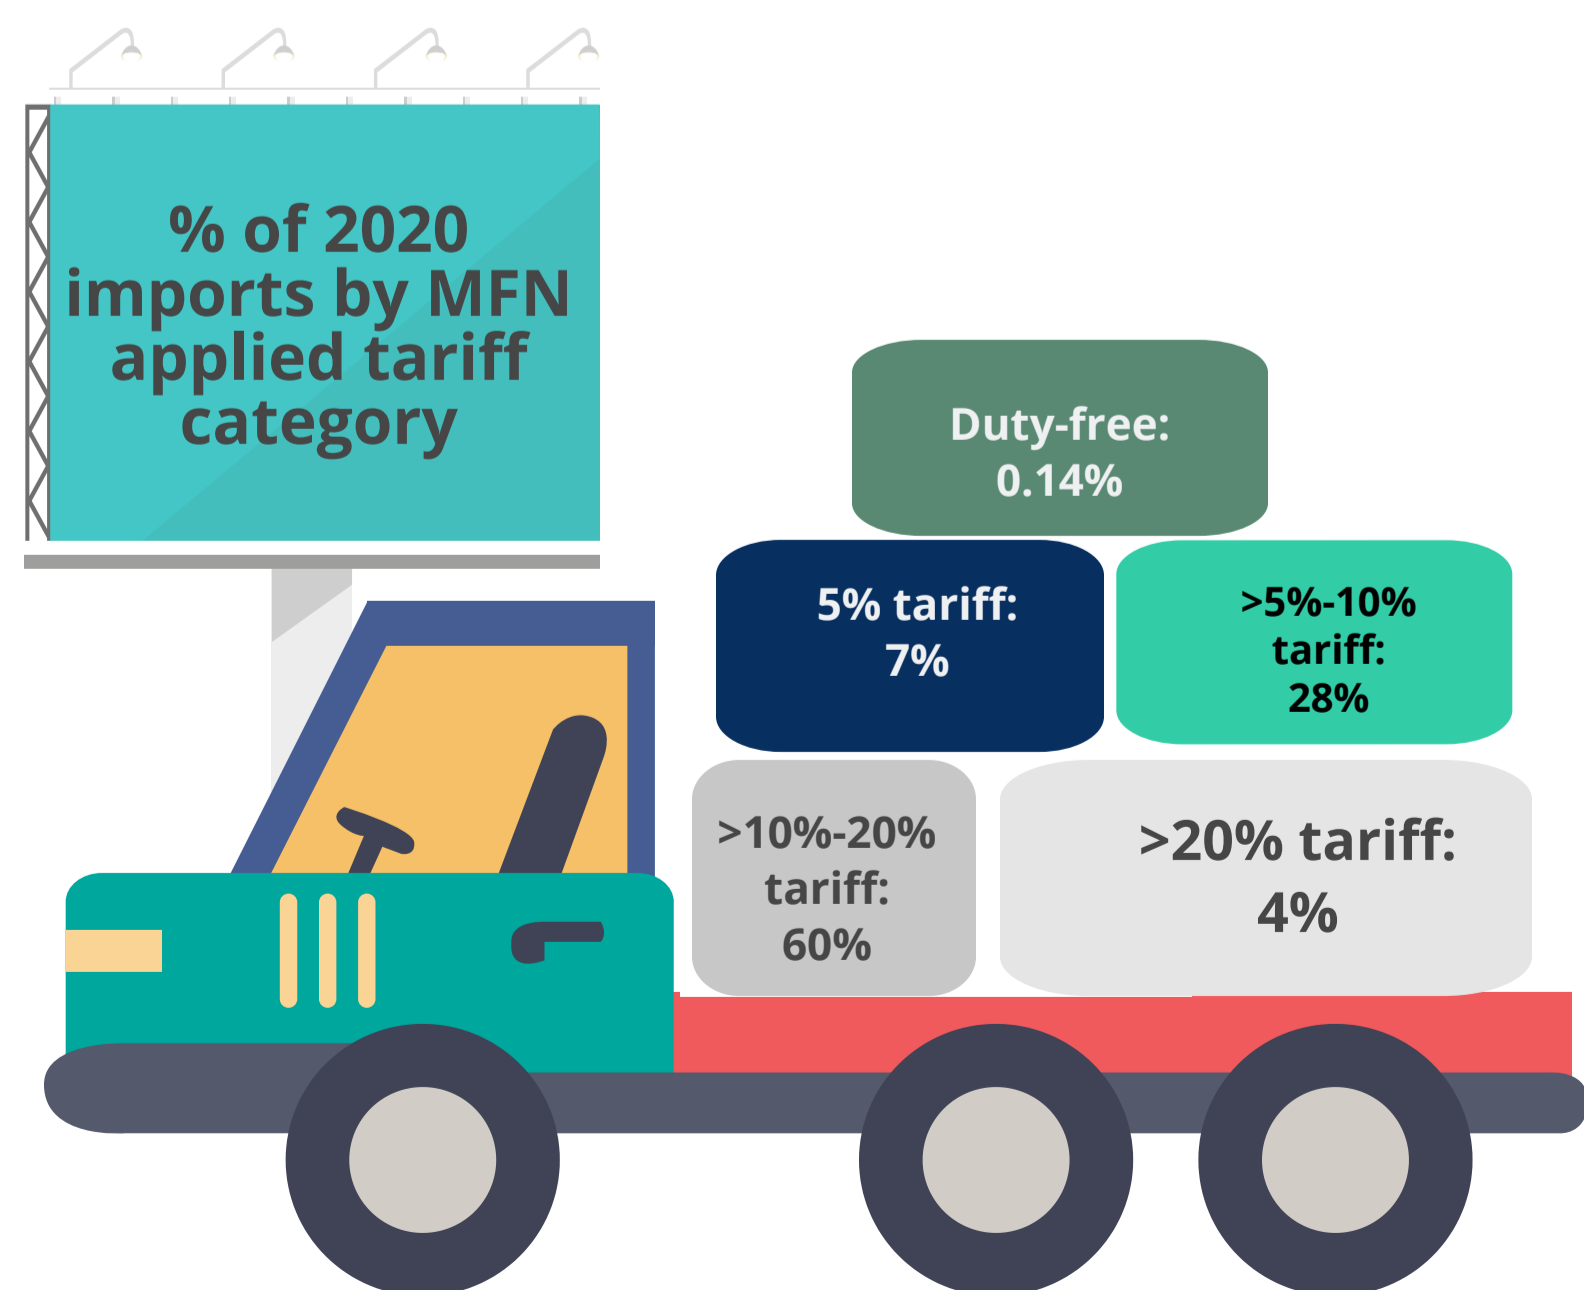 % of 2020
imports by MFN
applied tariff
category
Duty-free:
0.14%
5% tariff:
7%
>5%-10%
tariff:
28%
>10%-20%
tariff:
60%
>20% tariff:
4%